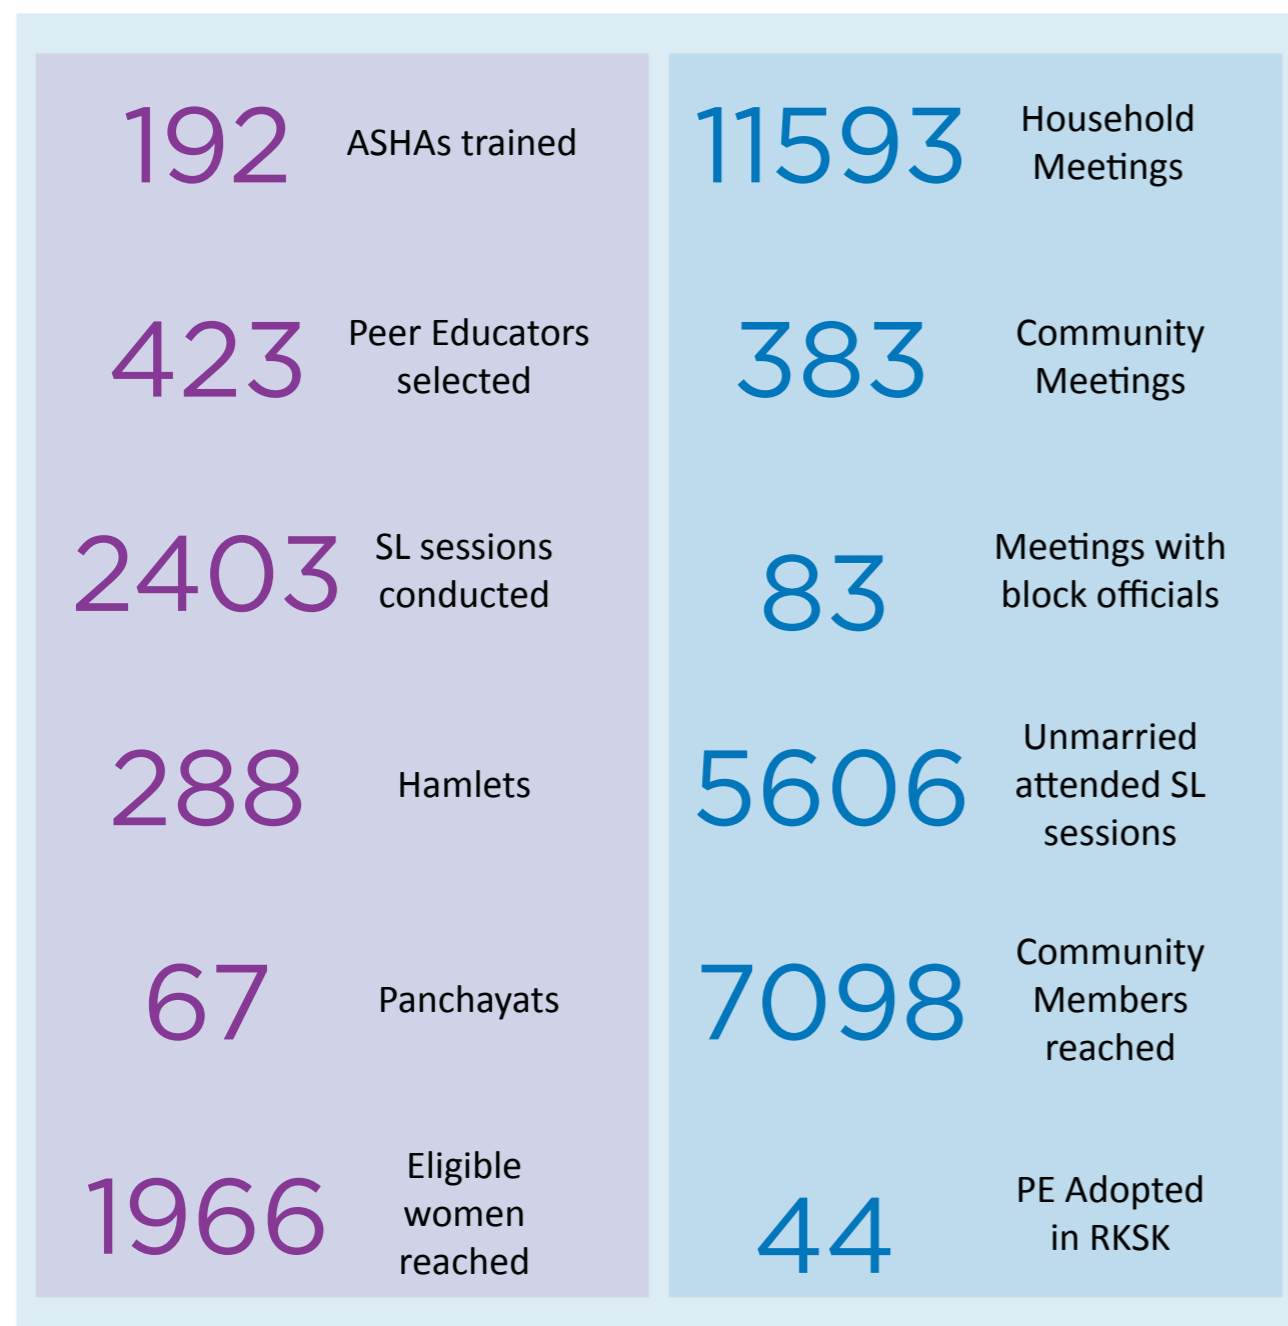 192
ASHAs trained
423
Peer Educators
selected
2403
SL sessions
conducted
288
Hamlets
67
Panchayats
1966
Eligible
women
reached
11593
Household
Meetings
383
Community
Meetings
83
Meetings with
block officials
5606
Unmarried
attended SL
sessions
7098
Community
Members
reached
44
PE Adopted
in RKSK